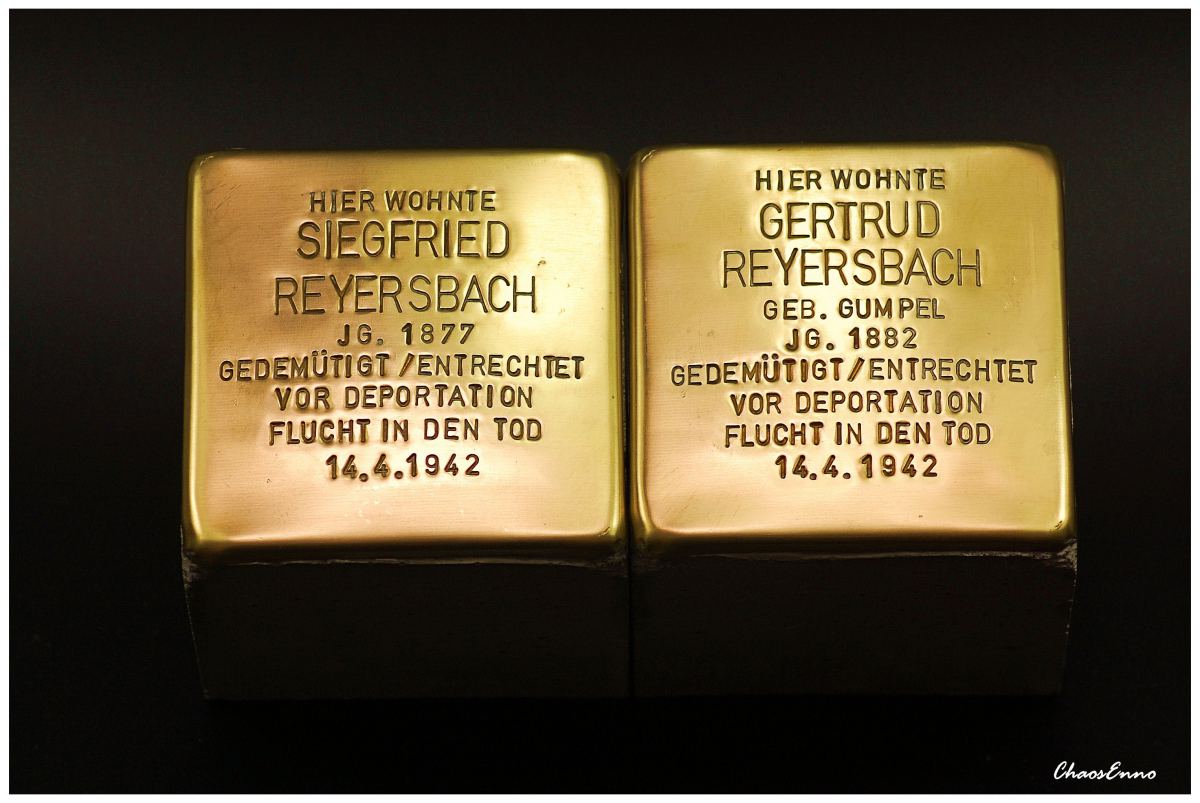 HIER WOHNTE
SIEGFRIED
REYERSBACH
JG. 1877
GEDEMÜTIGT/ENTRECHTET
VOR DEPORTATION
FLUCHT IN DEN TOD
14.4.1942
HIER WOHNTE
GERTRUD
REYERSBACH
GEB. GUMPEL
JG. 1882
GEDEMÜTIGT/ENTRECHTET
VOR DEPORTATION
FLUCHT IN DEN TOD
14.4.1942
ChaosEnno